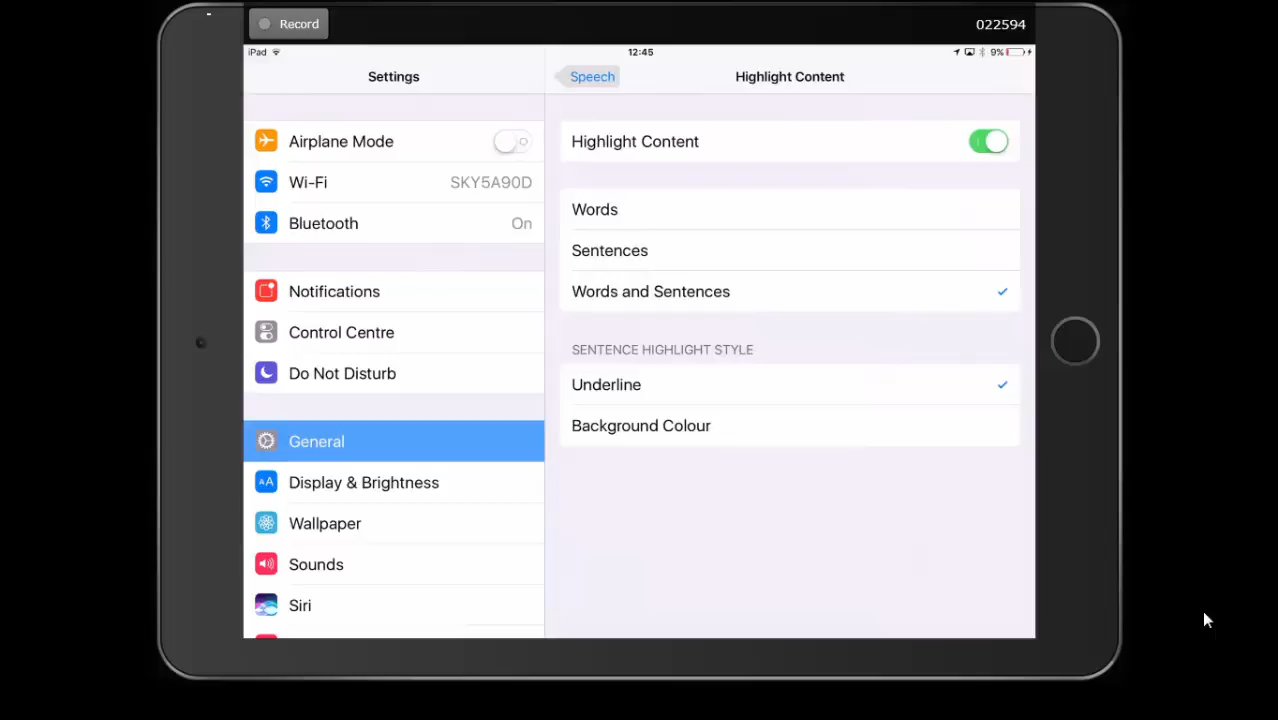 Record
022594
iPad 12:45 9%
Settings
Speech Highlight Content
Airplane Mode
Wi-Fi SKY5A90D
Bluetooth On
Notifications
Control Centre
Do Not Disturb
General
AA Display & Brightness
Wallpaper
Sounds
Siri
Highlight Content
Words
Sentences
Words and Sentences
SENTENCE HIGHLIGHT STYLE
Underline
Background Colour